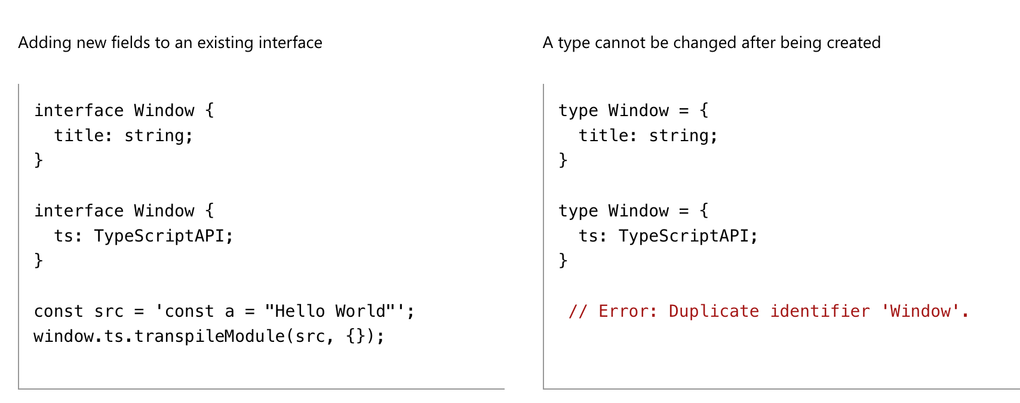 Adding new fields to an existing interface
interface Window {
  title: string;
}
interface Window {
  ts: TypeScriptAPI;
}
const src = 'const a = "Hello World"';
window.ts.transpileModule(src, {});
A type cannot be changed after being created
type Window = {
  title: string;
}
type Window = {
  ts: TypeScriptAPI;
}
// Error: Duplicate identifier 'Window'.